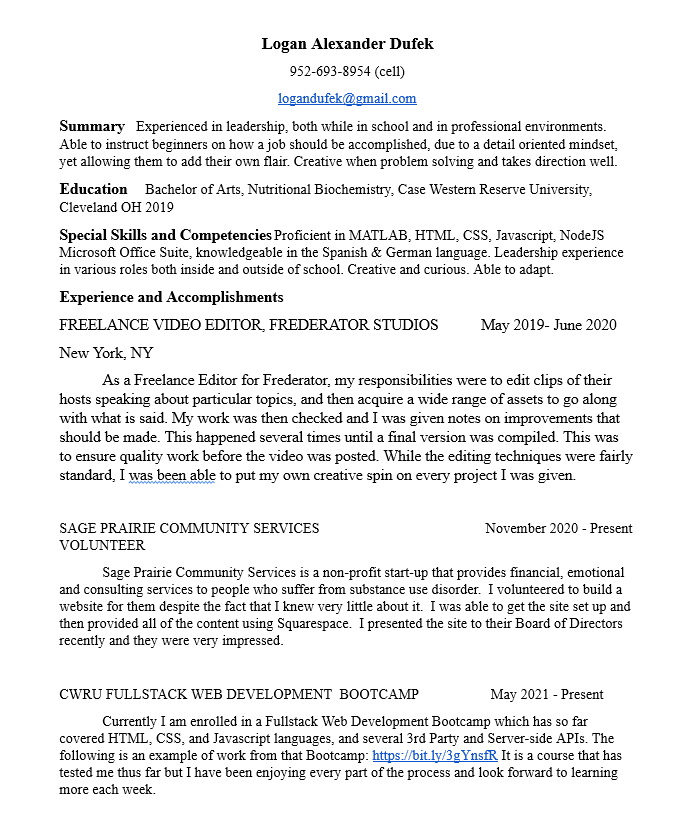 Logan Alexander Dufek
952-693-8954 (cell)
logandufek@gmail.com
Summary Experienced in leadership, both while in school and in professional environments.
Able to instruct beginners on how a job should be accomplished, due to a detail oriented mindset,
yet allowing them to add their own flair. Creative when problem solving and takes direction well.
Education Bachelor of Arts, Nutritional Biochemistry, Case Western Reserve University,
Cleveland OH 2019
Special Skills and Competencies Proficient in MATLAB, HTML, CSS, Javascript, NodeJS
Microsoft Office Suite, knowledgeable in the Spanish & German language. Leadership experience
in various roles both inside and outside of school. Creative and curious. Able to adapt.
Experience and Accomplishments
FREELANCE VIDEO EDITOR, FREDERATOR STUDIOS May 2019- June 2020
New York, NY
As a Freelance Editor for Frederator, my responsibilities were to edit clips of their
hosts speaking about particular topics, and then acquire a wide range of assets to go along
with what is said. My work was then checked and I was given notes on improvements that
should be made. This happened several times until a final version was compiled. This was
to ensure quality work before the video was posted. While the editing techniques were fairly
standard, I was been able to put my own creative spin on every project I was given.
SAGE PRAIRIE COMMUNITY SERVICES November 2020 - Present
VOLUNTEER
Sage Prairie Community Services is a non-profit start-up that provides financial, emotional
and consulting services to people who suffer from substance use disorder. I volunteered to build a
website for them despite the fact that I knew very little about it. I was able to get the site set up and
then provided all of the content using Squarespace. I presented the site to their Board of Directors
recently and they were very impressed.
CWRU FULLSTACK WEB DEVELOPMENT BOOTCAMP May 2021 - Present
Currently I am enrolled in a Fullstack Web Development Bootcamp which has so far
covered HTML, CSS, and Javascript languages, and several 3rd Party and Server-side APIs. The
following is an example of work from that Bootcamp: https://bit.ly/3gYnsfR It is a course that has
tested me thus far but I have been enjoying every part of the process and look forward to learning
more each week.